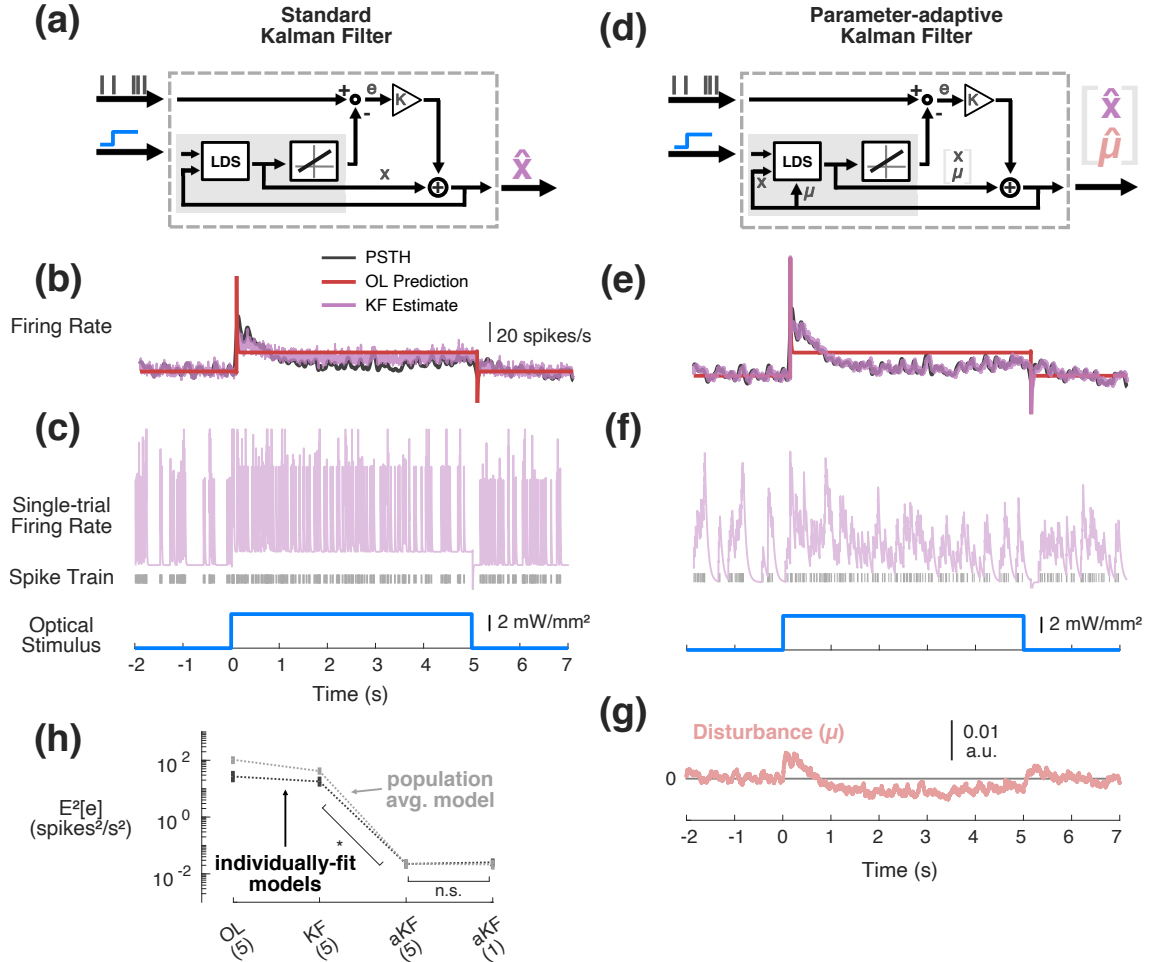 (a)
Standard
Kalman Filter
+
e
K
-
LDS
x
+
x̂
(d)
Parameter-adaptive
Kalman Filter
+
e
K
-
LDS
x
μ
x
μ
+
x̂
μ̂
(b)
PSTH
OL Prediction
KF Estimate
Firing Rate
20 spikes/s
(e)
(c)
Single-trial
Firing Rate
Spike Train
Optical
Stimulus
2 mW/mm²
-2 -1 0 1 2 3 4 5 6 7
Time (s)
(f)
2 mW/mm²
(g)
Disturbance (μ)
0.01
a.u.
0
-2 -1 0 1 2 3 4 5 6 7
Time (s)
(h)
E²[e]
(spikes²/s²)
10²
10⁰
10⁻²
population
avg. model
*
individually-fit
models
n.s.
OL
(5)
KF
(5)
aKF
(5)
aKF
(1)